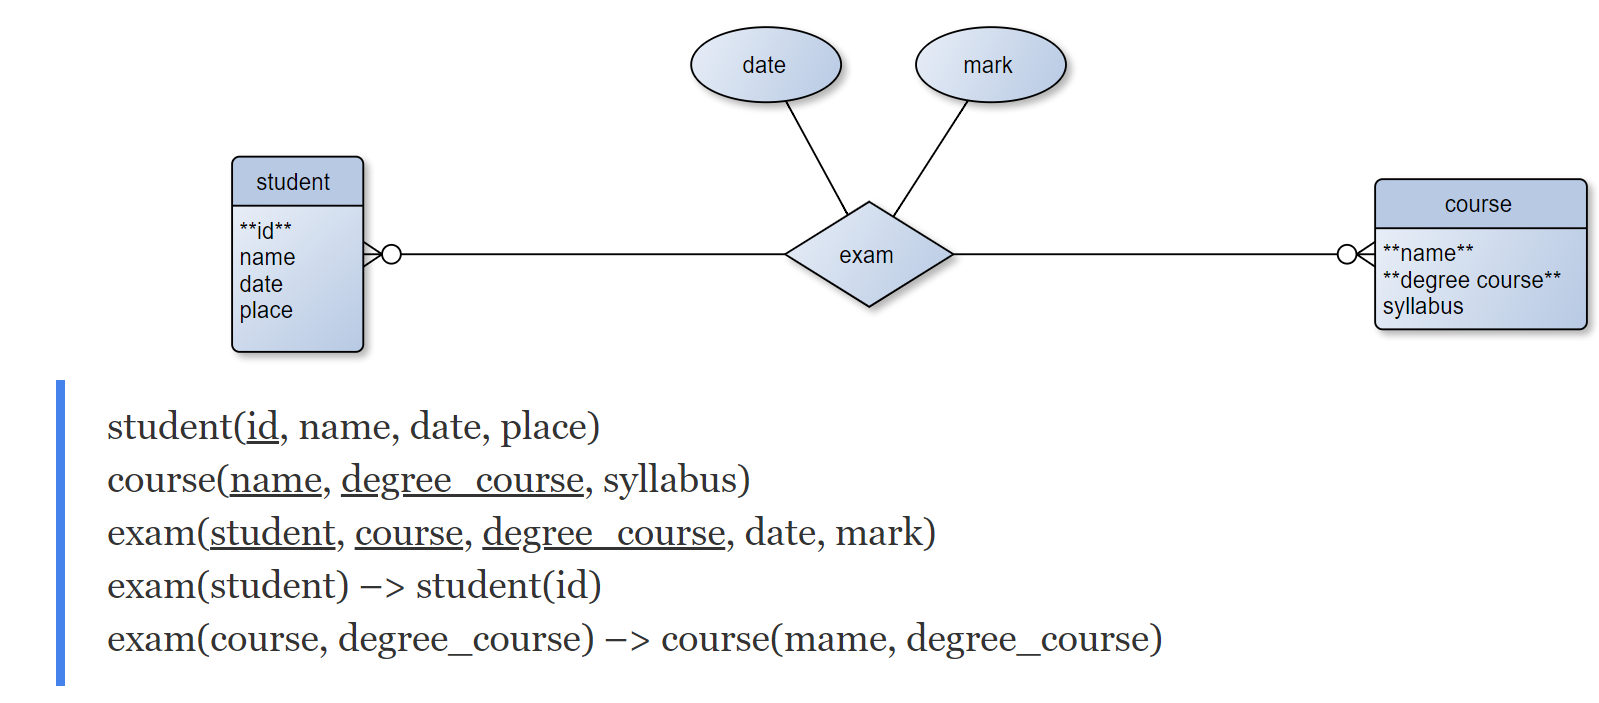 date
mark
student
**id**
name
date
place
exam
course
**name**
**degree course**
syllabus
student(id, name, date, place)
course(name, degree_course, syllabus)
exam(student, course, degree_course, date, mark)
exam(student) –> student(id)
exam(course, degree_course) –> course(mame, degree_course)